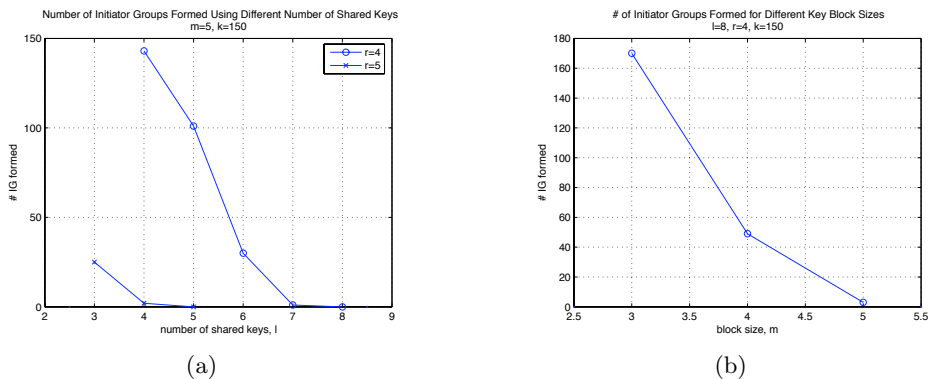 Number of Initiator Groups Formed Using Different Number of Shared Keys
m=5, k=150
150
100
50
0
# IG formed
2 3 4 5 6 7 8 9
number of shared keys, l
r=4
r=5
(a)
# of Initiator Groups Formed for Different Key Block Sizes
l=8, r=4, k=150
180
160
140
120
100
80
60
40
20
0
# IG formed
2.5 3 3.5 4 4.5 5 5.5
block size, m
(b)